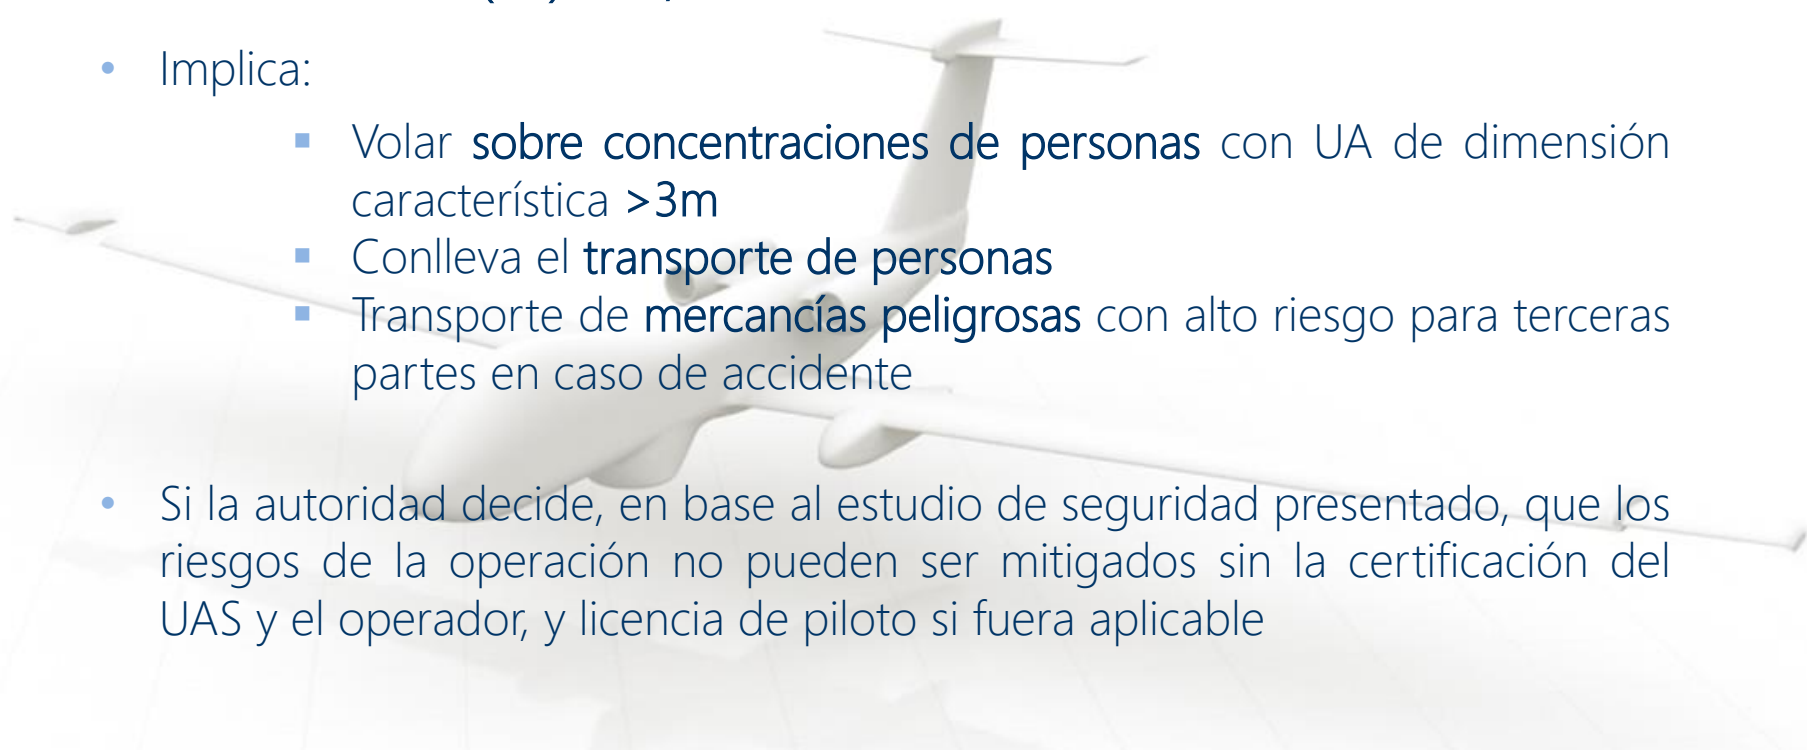 Implica:
Volar sobre concentraciones de personas con UA de dimensión
característica >3m
Conlleva el transporte de personas
Transporte de mercancías peligrosas con alto riesgo para terceras
partes en caso de accidente
Si la autoridad decide, en base al estudio de seguridad presentado, que los
riesgos de la operación no pueden ser mitigados sin la certificación del
UAS y el operador, y licencia de piloto si fuera aplicable